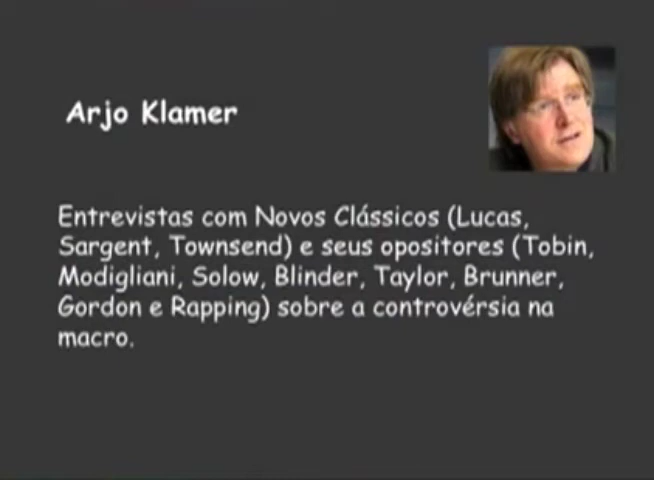 Arjo Klamer
Entrevistas com Novos Clássicos (Lucas,
Sargent, Townsend) e seus opositores (Tobin,
Modigliani, Solow, Blinder, Taylor, Brunner,
Gordon e Rapping) sobre a controvérsia na
macro.